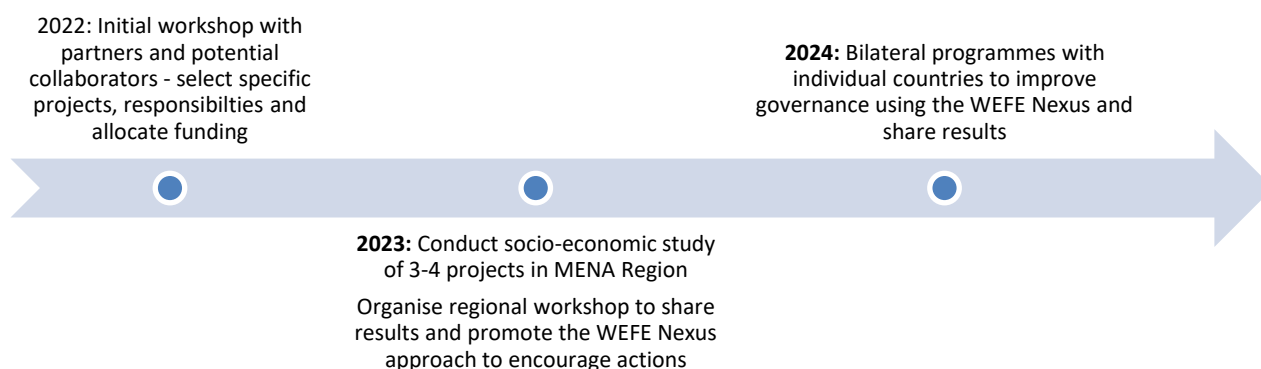 2022: Initial workshop with
partners and potential
collaborators - select specific
projects, responsibilties and
allocate funding
2023: Conduct socio-economic study
of 3-4 projects in MENA Region
Organise regional workshop to share
results and promote the WEFE Nexus
approach to encourage actions
2024: Bilateral programmes with
individual countries to improve
governance using the WEFE Nexus and
share results